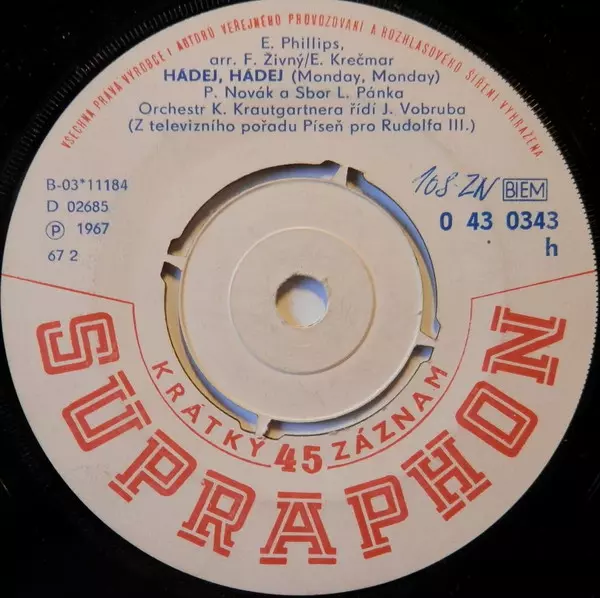 VŠECHNA PRÁVA VÝROBCE I AUTORŮ VEŘEJNÉHO PROVOZOVÁNÍ A ROZHLASOVÉHO ŠÍŘENÍ VYHRAŽENA
E. Phillips,
arr. F. Živný/E. Krečmar
HÁDEJ, HÁDEJ (Monday, Monday)
P. Novák a Sbor L. Pánka
Orchestr K. Krautgartnera řídí J. Vobruba
(Z televizního pořadu Píseň pro Rudolfa III.)
B-03*11184
D 02685
Ⓟ 1967
67 2
168-ZN BIEM
0 43 0343
h
KRÁTKÝ 45 ZÁZNAM
SUPRAPHON